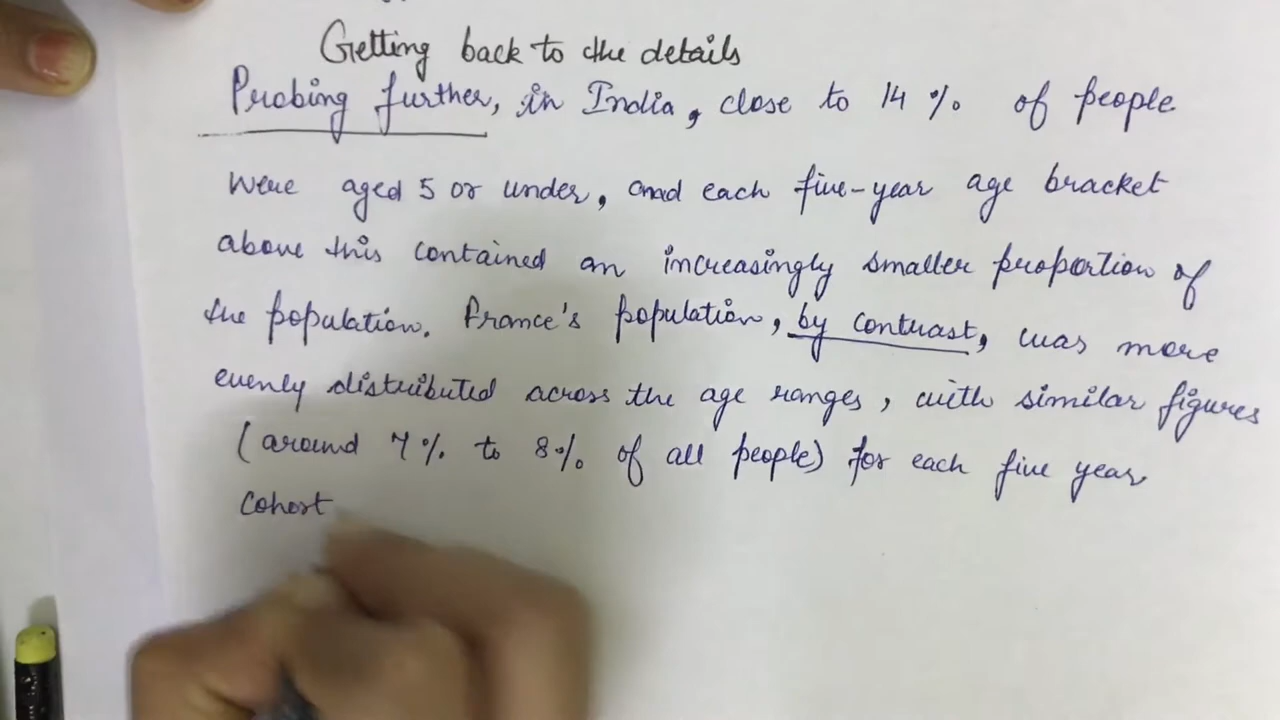 Getting back to the details
Probing further, in India, close to 14% of people
were aged 5 or under, and each five-year age bracket
above this contained an increasingly smaller proportion of
the population. France's population, by contrast, was more
evenly distributed across the age ranges, with similar figures
(around 7% to 8% of all people) for each five year
cohort